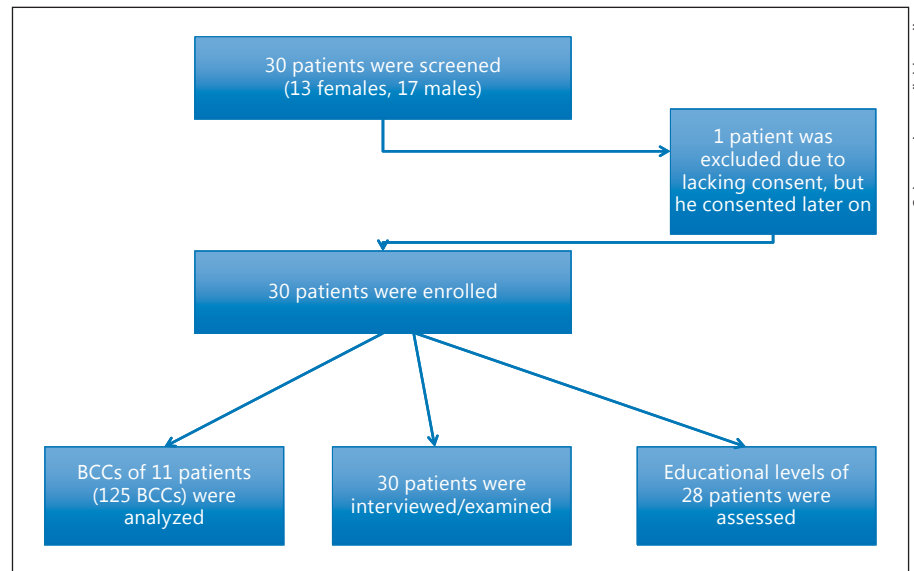 30 patients were screened
(13 females, 17 males)
1 patient was
excluded due to
lacking consent, but
he consented later on
30 patients were enrolled
BCCs of 11 patients
(125 BCCs) were
analyzed
30 patients were
interviewed/examined
Educational levels of
28 patients were
assessed